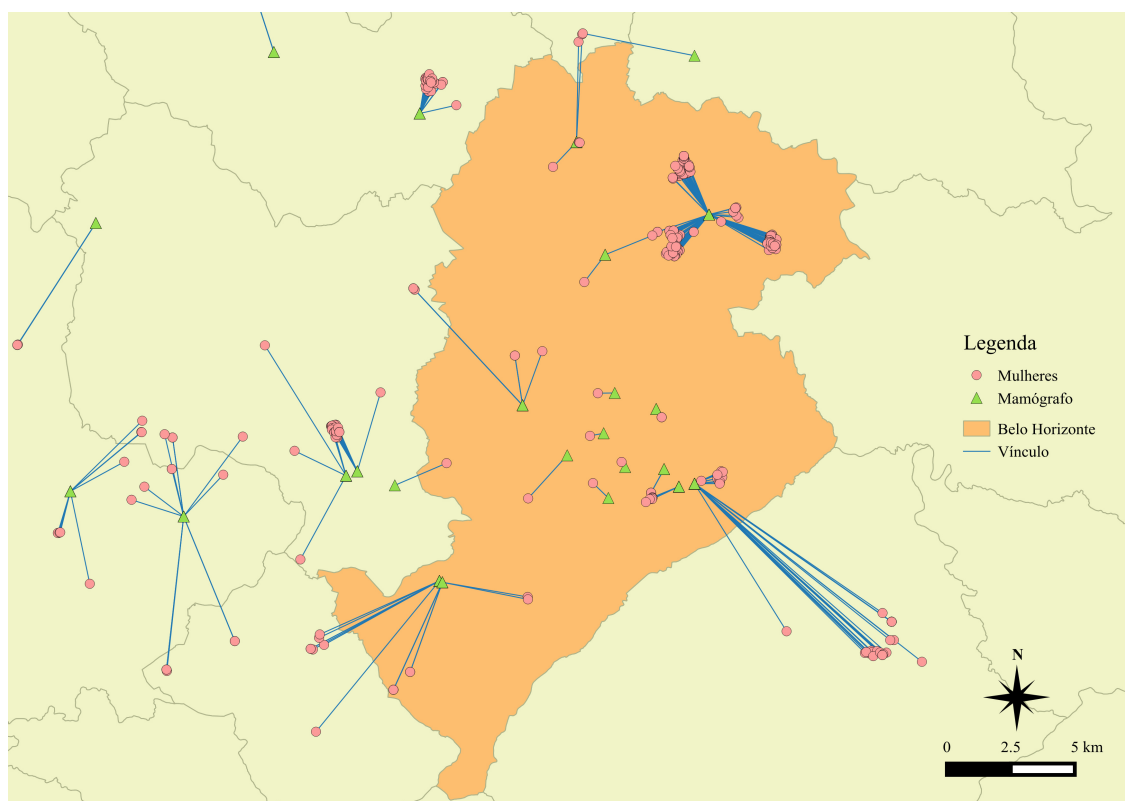 Legenda
Mulheres
Mamógrafo
Belo Horizonte
Vínculo
N
0 2.5 5 km